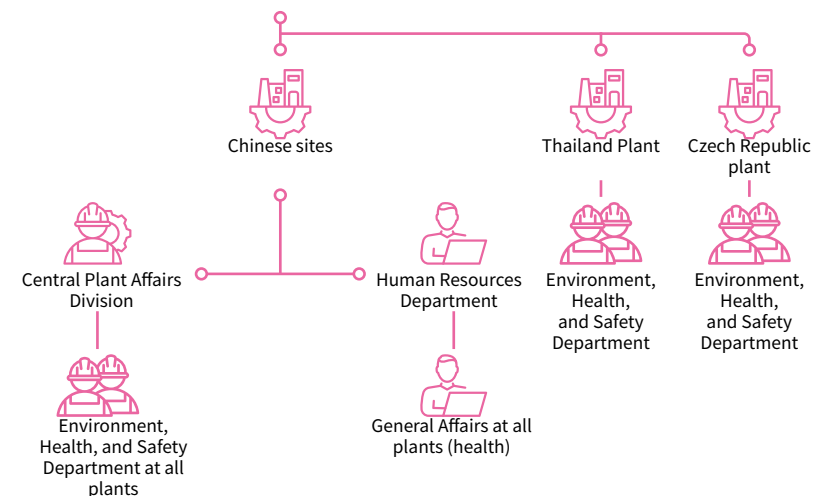 Chinese sites
Thailand Plant
Czech Republic
plant
Central Plant Affairs
Division
Human Resources
Department
Environment,
Health,
and Safety
Department
Environment,
Health,
and Safety
Department
Environment,
Health, and Safety
Department at all
plants
General Affairs at all
plants (health)